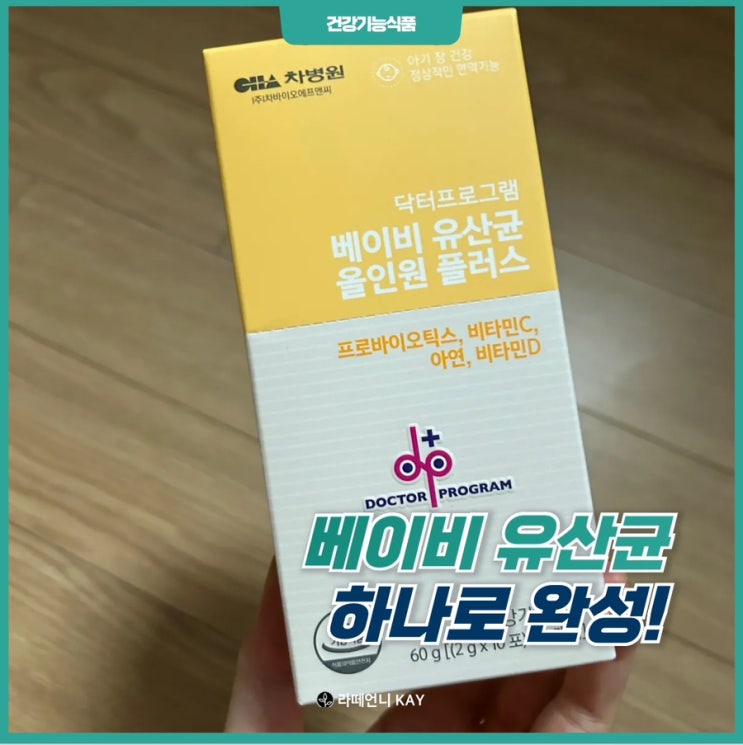 건강기능식품
CHA 차병원
(주)차바이오에프앤씨
아기 장 건강
정상적인 면역기능
닥터프로그램
베이비 유산균
올인원 플러스
프로바이오틱스, 비타민C,
아연, 비타민D
dp
DOCTOR PROGRAM
베이비 유산균
하나로 완성!
60 g [(2 g x 10 포)
라떼언니 KAY